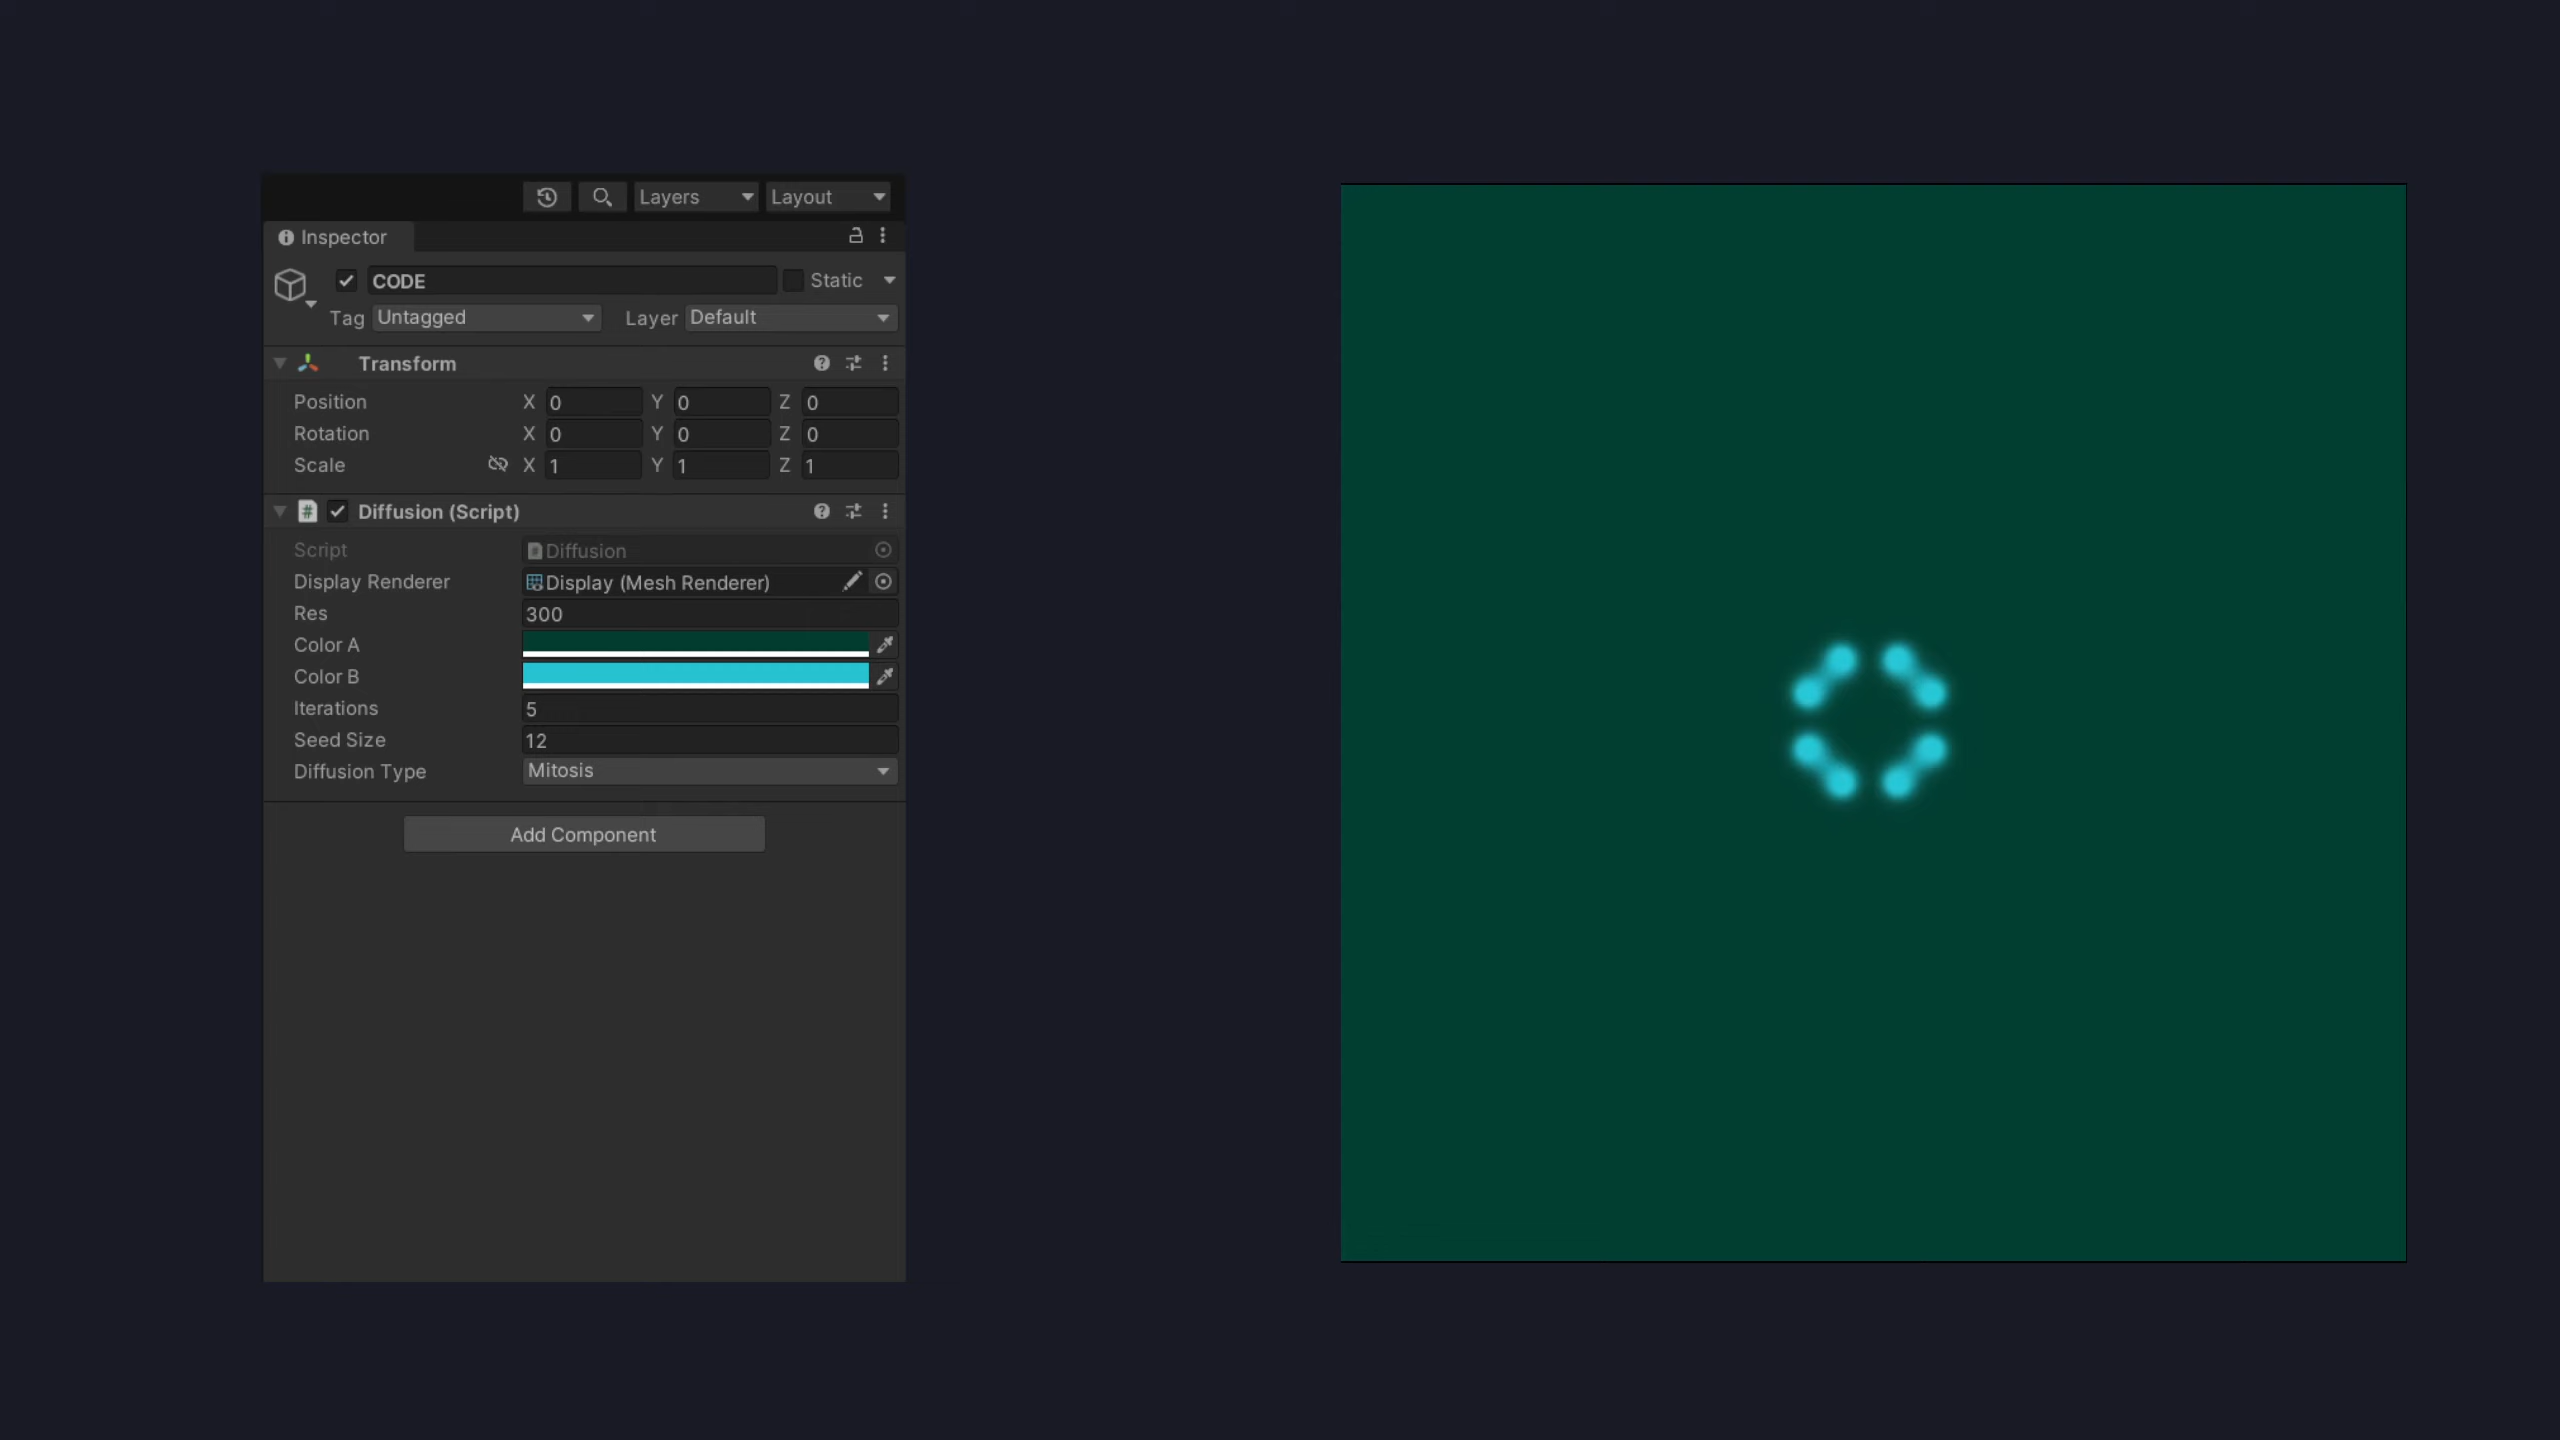 Layers Layout
Inspector
CODE Static
Tag Untagged Layer Default
Transform
Position X 0 Y 0 Z 0
Rotation X 0 Y 0 Z 0
Scale X 1 Y 1 Z 1
# Diffusion (Script)
Script # Diffusion
Display Renderer Display (Mesh Renderer)
Res 300
Color A
Color B
Iterations 5
Seed Size 12
Diffusion Type Mitosis
Add Component